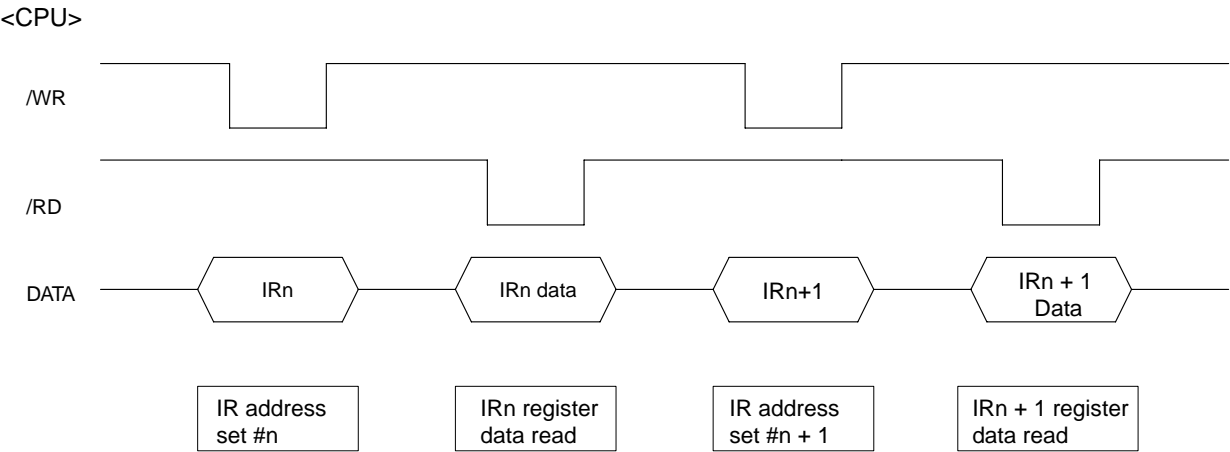 <CPU>
/WR
/RD
DATA
IRn
IRn data
IRn+1
IRn + 1
Data
IR address
set #n
IRn register
data read
IR address
set #n + 1
IRn + 1 register
data read